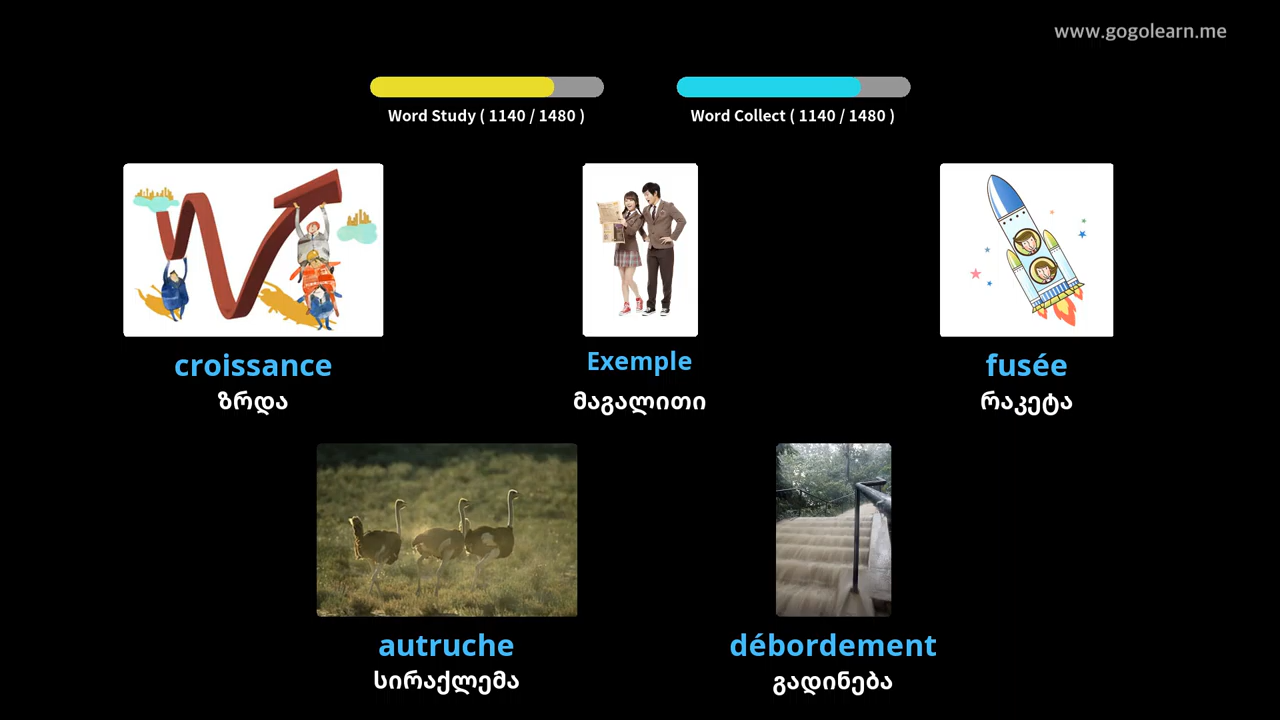 www.gogolearn.me
Word Study ( 1140 / 1480 )
Word Collect ( 1140 / 1480 )
croissance
ზრდა
Exemple
მაგალითი
fusée
რაკეტა
autruche
სირაქლემა
débordement
გადინება